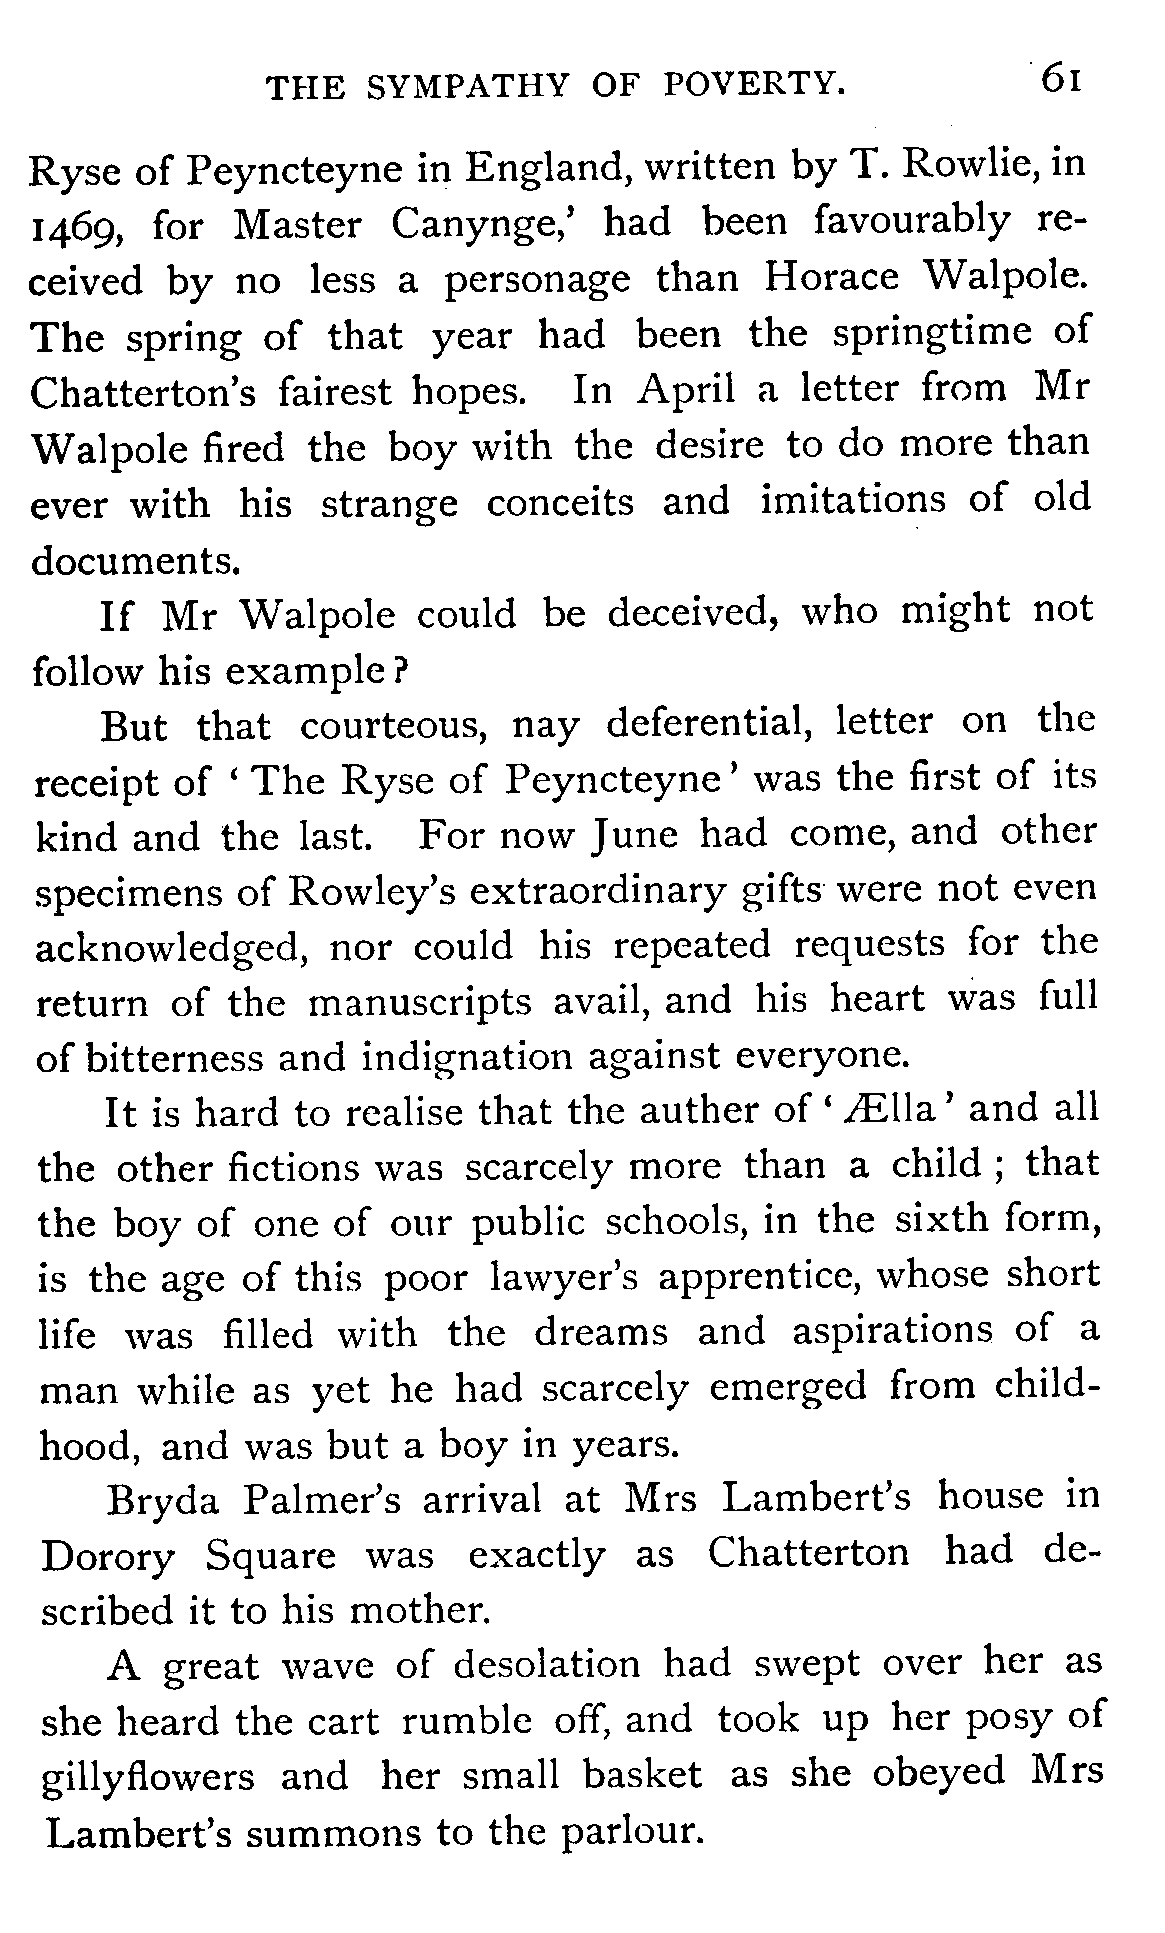 THE SYMPATHY OF POVERTY. 61
Ryse of Peyncteyne in England, written by T. Rowlie, in
1469, for Master Canynge,’ had been favourably re-
ceived by no less a personage than Horace Walpole.
The spring of that year had been the springtime of
Chatterton’s fairest hopes. In April a letter from Mr
Walpole fired the boy with the desire to do more than
ever with his strange conceits and imitations of old
documents.
If Mr Walpole could be deceived, who might not
follow his example?
But that courteous, nay deferential, letter on the
receipt of ‘ The Ryse of Peyncteyne ’ was the first of its
kind and the last. For now June had come, and other
specimens of Rowley’s extraordinary gifts were not even
acknowledged, nor could his repeated requests for the
return of the manuscripts avail, and his heart was full
of bitterness and indignation against everyone.
It is hard to realise that the auther of ‘ Ælla ’ and all
the other fictions was scarcely more than a child ; that
the boy of one of our public schools, in the sixth form,
is the age of this poor lawyer’s apprentice, whose short
life was filled with the dreams and aspirations of a
man while as yet he had scarcely emerged from child-
hood, and was but a boy in years.
Bryda Palmer’s arrival at Mrs Lambert’s house in
Dorory Square was exactly as Chatterton had de-
scribed it to his mother.
A great wave of desolation had swept over her as
she heard the cart rumble off, and took up her posy of
gillyflowers and her small basket as she obeyed Mrs
Lambert’s summons to the parlour.